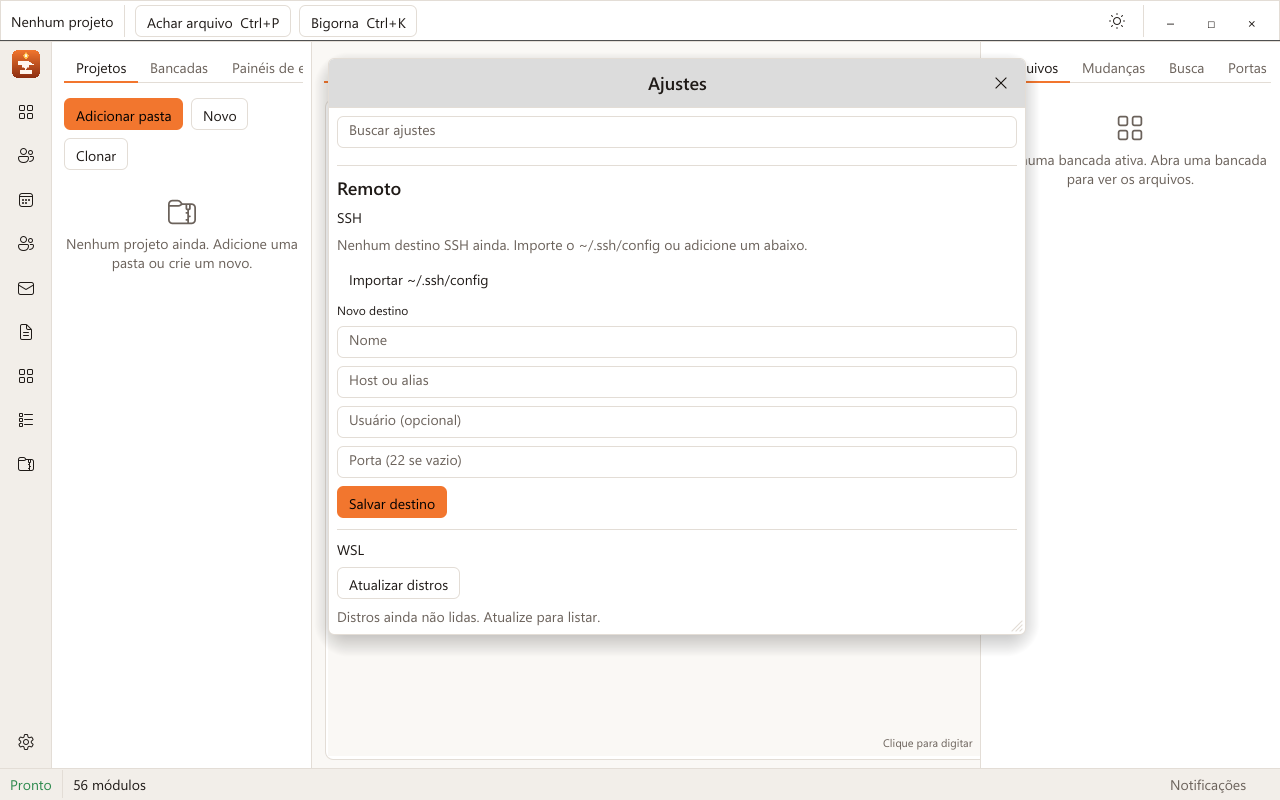 Nenhum projeto
Achar arquivo Ctrl+P
Bigorna Ctrl+K
Projetos
Bancadas
Painéis de e
Adicionar pasta
Novo
Clonar
Nenhum projeto ainda. Adicione uma
pasta ou crie um novo.
Ajustes
Buscar ajustes
Remoto
SSH
Nenhum destino SSH ainda. Importe o ~/.ssh/config ou adicione um abaixo.
Importar ~/.ssh/config
Novo destino
Nome
Host ou alias
Usuário (opcional)
Porta (22 se vazio)
Salvar destino
WSL
Atualizar distros
Distros ainda não lidas. Atualize para listar.
Clique para digitar
uivos
Mudanças
Busca
Portas
uma bancada ativa. Abra uma bancada
para ver os arquivos.
Pronto
56 módulos
Notificações